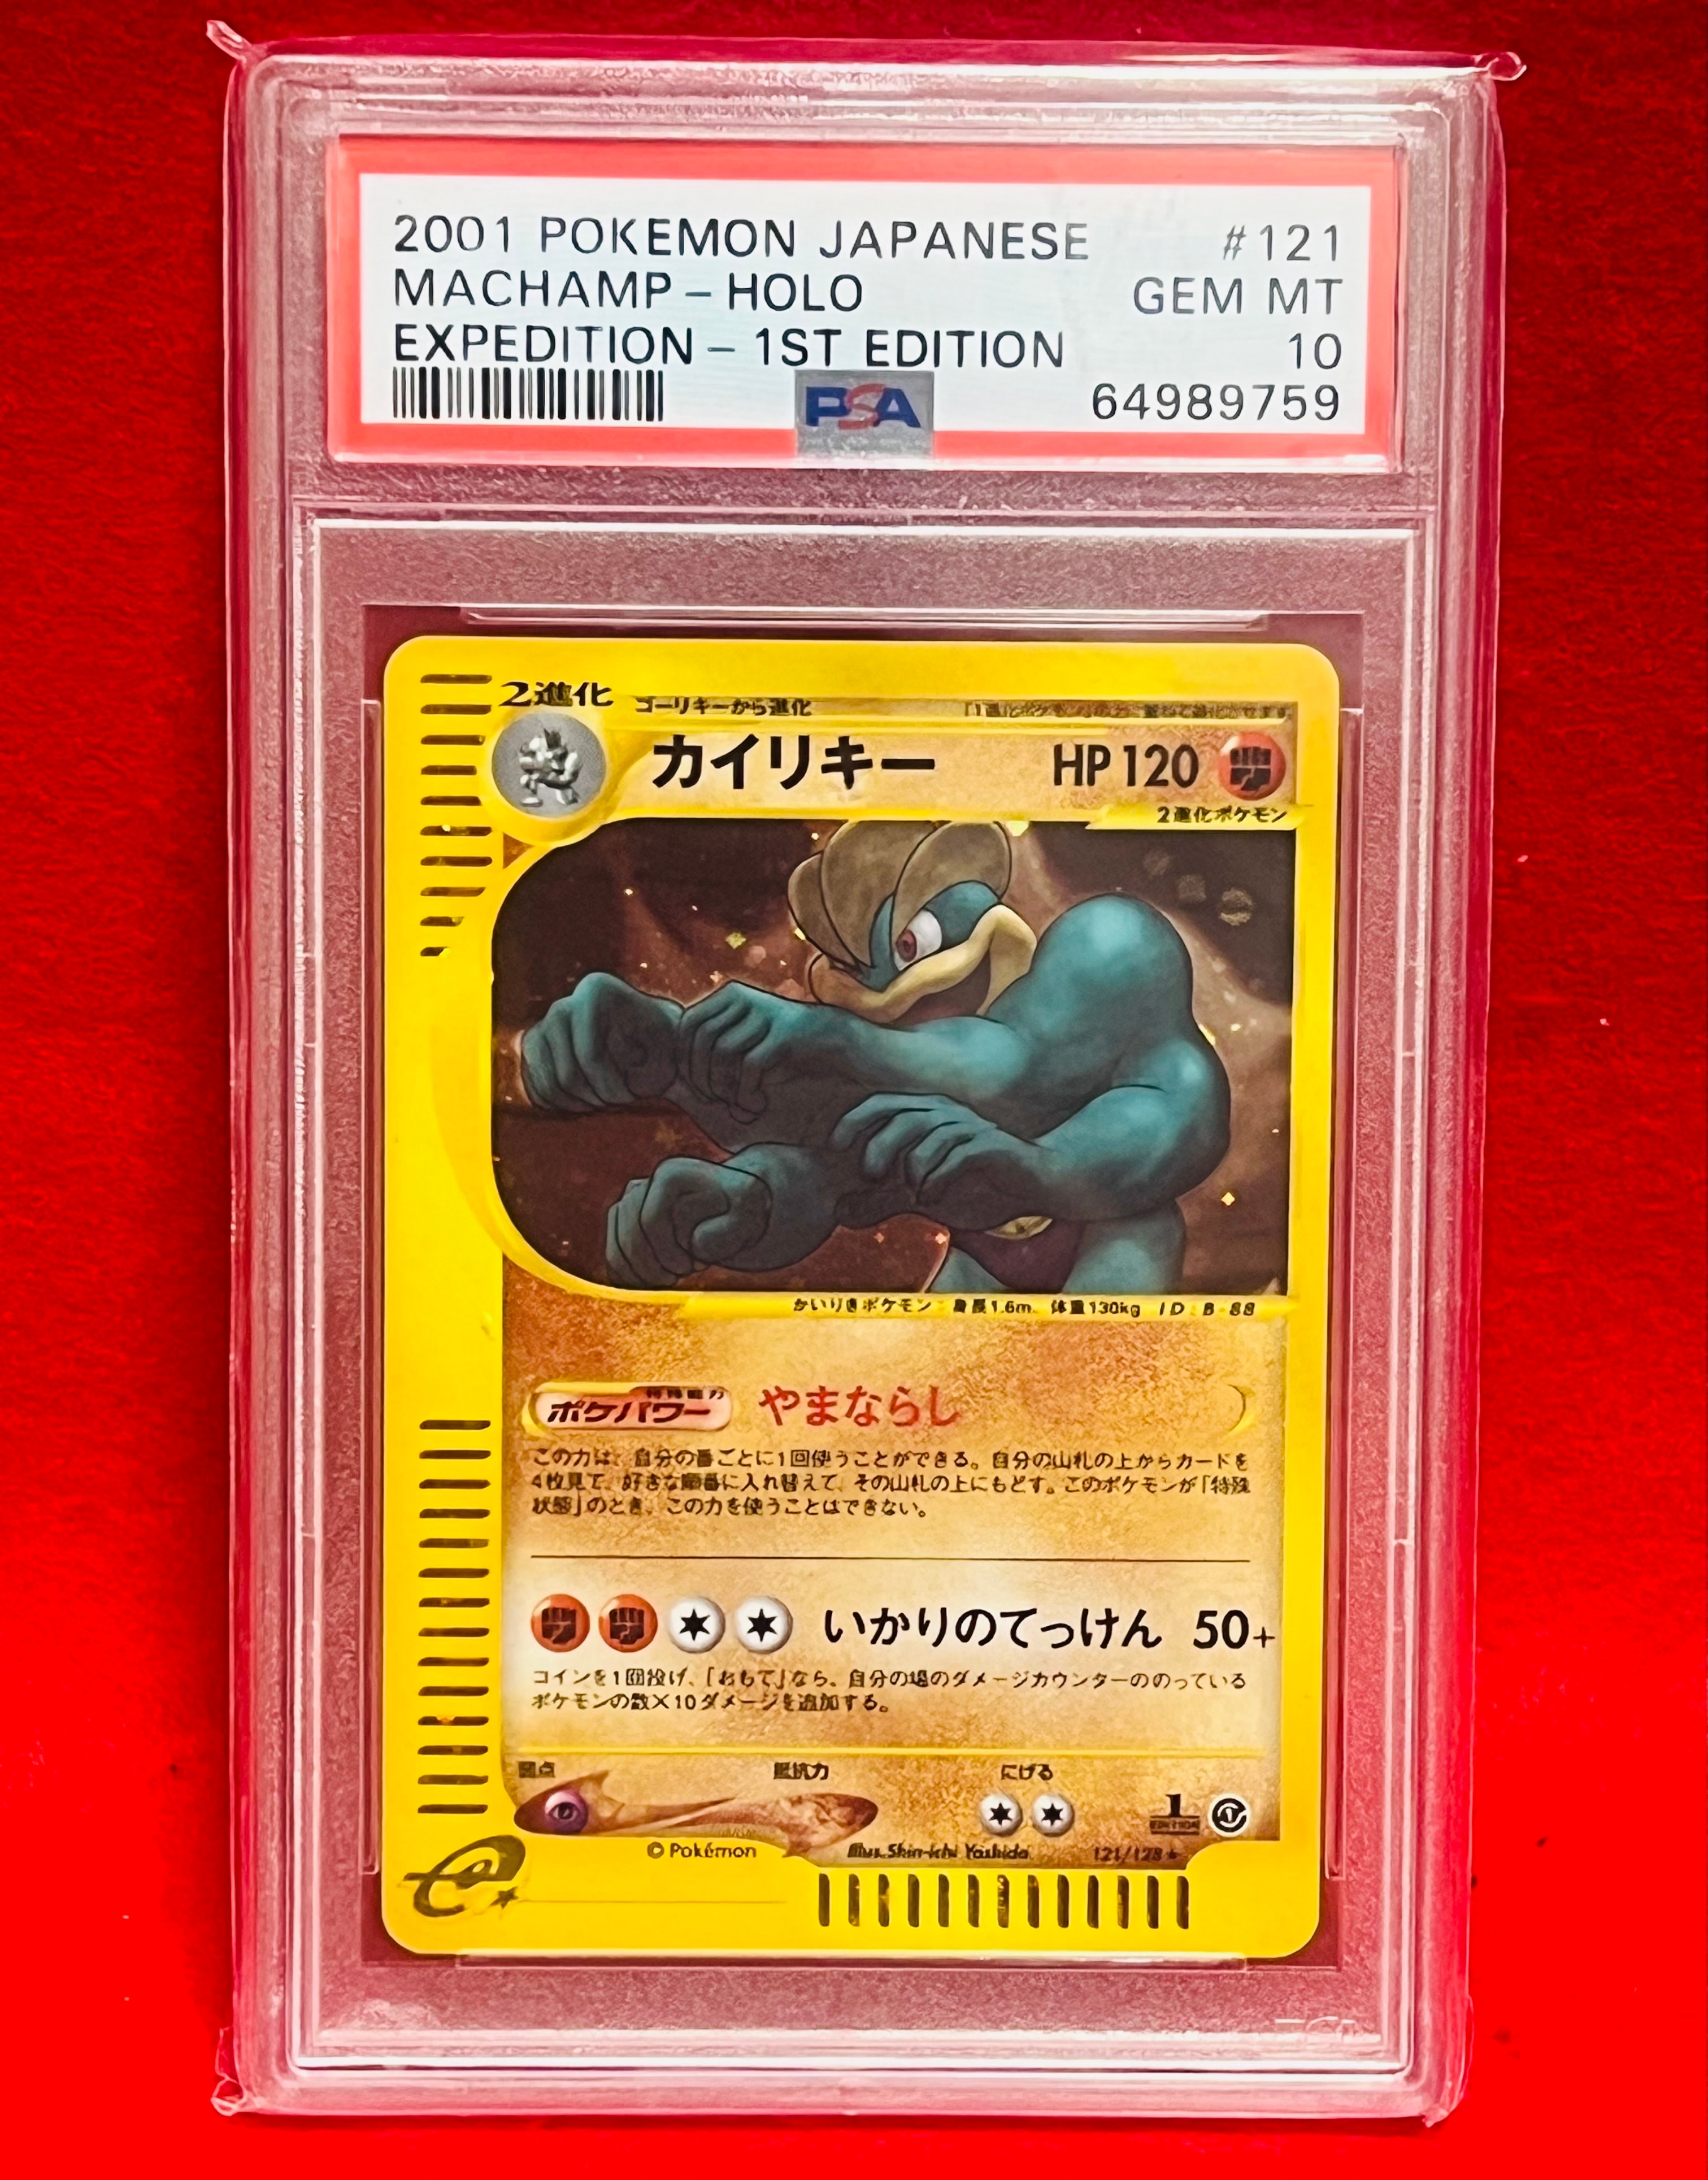 2001 POKEMON JAPANESE #121
MACHAMP - HOLO GEM MT
EXPEDITION - 1ST EDITION 10
PSA 64989759
2進化 ゴーリキーから進化
カイリキー HP 120
2進化ポケモン
かいりきポケモン 身長1.6m. 体重130kg ID:B-88
特殊能力
ポケパワー やまならし
この力は、自分の番ごとに1回使うことができる。自分の山札の上からカードを
4枚見て、好きな順番に入れ替えて、その山札の上にもどす。このポケモンが「特殊
状態」のとき、この力を使うことはできない。
いかりのてっけん 50+
コインを1回投げ、「おもて」なら、自分の場のダメージカウンターののっている
ポケモンの数×10ダメージを追加する。
弱点 抵抗力 にげる
1 EDITION
© Pokémon Illus. Shin-ichi Yoshida 121/128★
e